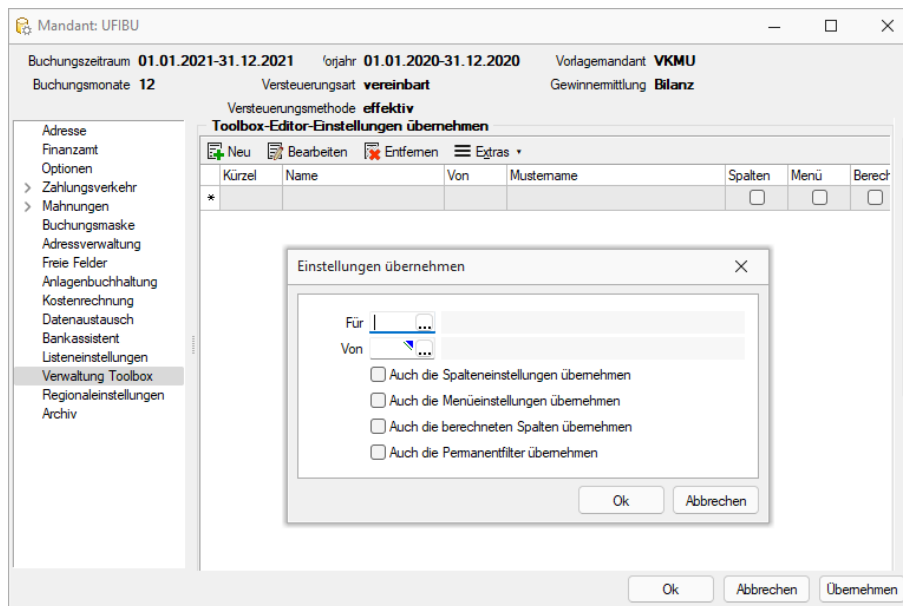 Mandant: UFIBU
Buchungszeitraum 01.01.2021-31.12.2021 'orjahr 01.01.2020-31.12.2020 Vorlagemandant VKMU
Buchungsmonate 12 Versteuerungsart vereinbart Gewinnermittlung Bilanz
Versteuerungsmethode effektiv
Adresse
Finanzamt
Optionen
Zahlungsverkehr
Mahnungen
Buchungsmaske
Adressverwaltung
Freie Felder
Anlagenbuchhaltung
Kostenrechnung
Datenaustausch
Bankassistent
Listeneinstellungen
Verwaltung Toolbox
Regionaleinstellungen
Archiv
Toolbox-Editor-Einstellungen übernehmen
Neu Bearbeiten Entfernen Extras
Kürzel Name Von Mustername Spalten Menü Berech
*
Einstellungen übernehmen
Für ...
Von ...
Auch die Spalteneinstellungen übernehmen
Auch die Menüeinstellungen übernehmen
Auch die berechneten Spalten übernehmen
Auch die Permanentfilter übernehmen
Ok Abbrechen
Ok Abbrechen Übernehmen